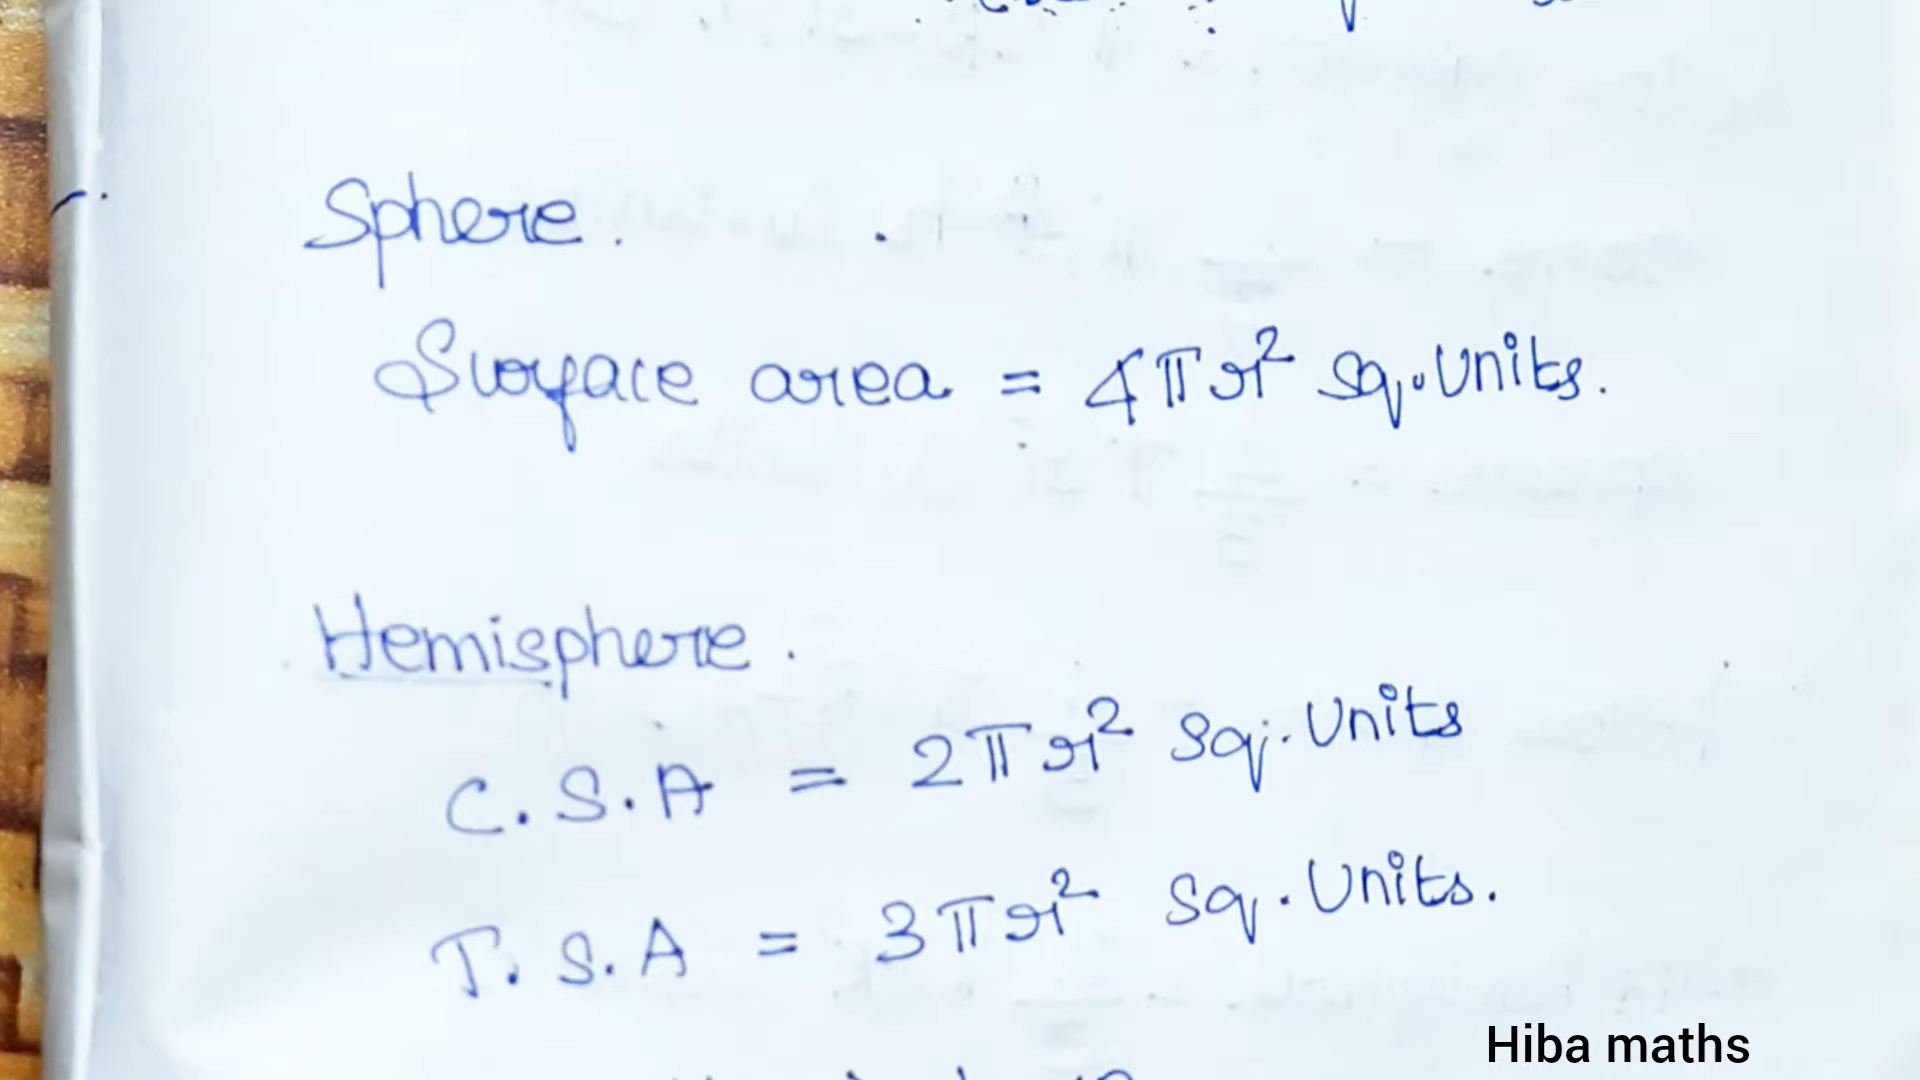 Sphere.
Surface area = 4πr² sq.units.
Hemisphere.
C.S.A = 2πr² sq.units
T.S.A = 3πr² sq.units.
Hiba maths